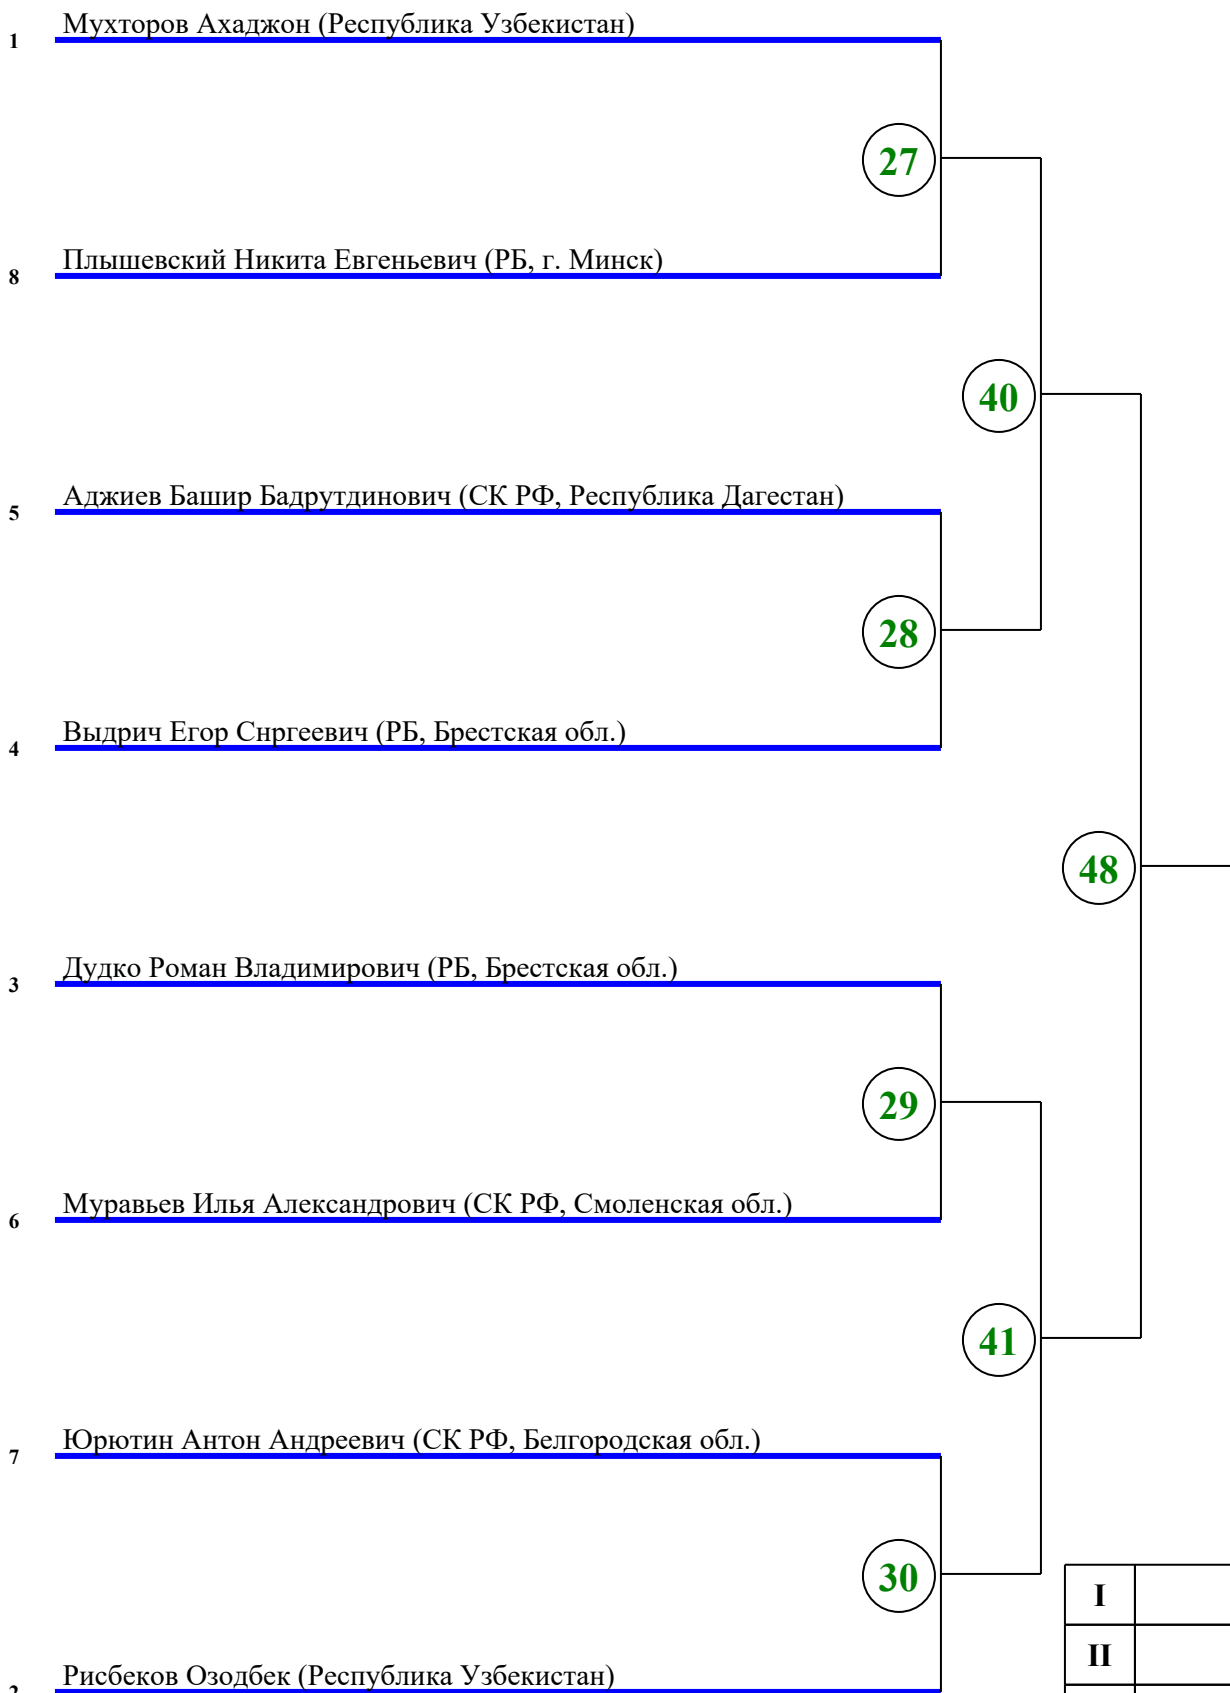 Мухторов Ахаджон (Республика Узбекистан)
1
27
Плышевский Никита Евгеньевич (РБ, г. Минск)
8
40
Аджиев Башир Бадрутдинович (СК РФ, Республика Дагестан)
5
28
Выдрич Егор Снргеевич (РБ, Брестская обл.)
4
48
Дудко Роман Владимирович (РБ, Брестская обл.)
3
29
Муравьев Илья Александрович (СК РФ, Смоленская обл.)
6
41
Юрютин Антон Андреевич (СК РФ, Белгородская обл.)
7
30
I
II
Рисбеков Озодбек (Республика Узбекистан)
2